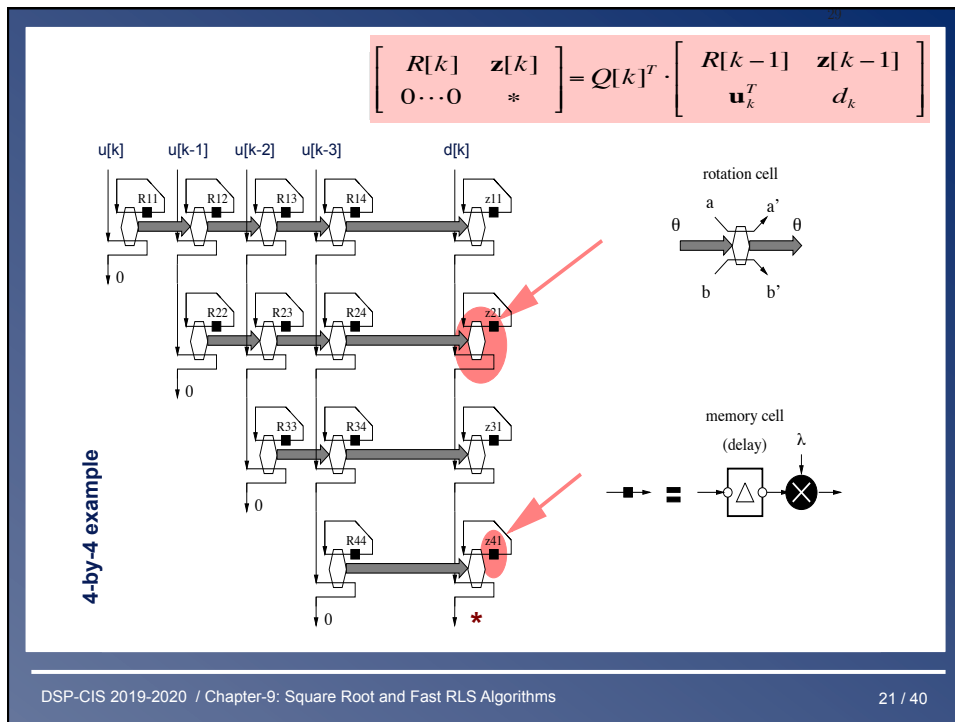 29
[ R[k] z[k] ; 0⋯0 * ] = Q[k]^T · [ R[k−1] z[k−1] ; u_k^T d_k ]
u[k] u[k-1] u[k-2] u[k-3] d[k]
R11 R12 R13 R14 z11
0
R22 R23 R24 z21
0
R33 R34 z31
0
R44 z41
0 *
rotation cell
a a’
θ θ
b b’
memory cell
(delay) λ
= Δ ×
4-by-4 example
DSP-CIS 2019-2020 / Chapter-9: Square Root and Fast RLS Algorithms 21 / 40